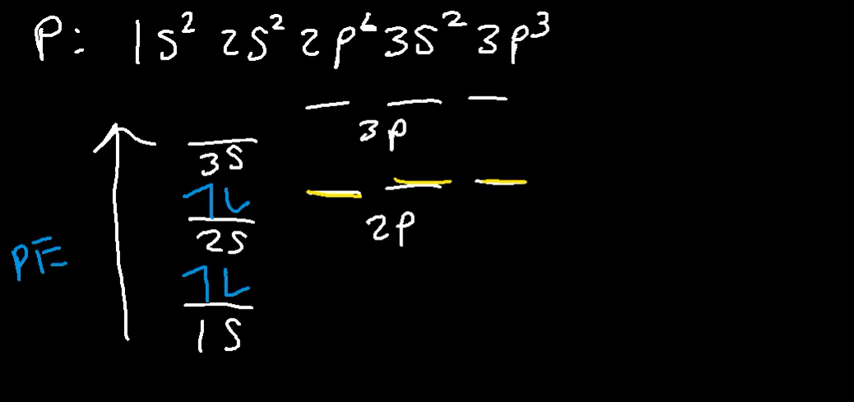 P: 1s² 2s² 2p⁶ 3s² 3p³
3p
3s
2p
2s
PE
1s